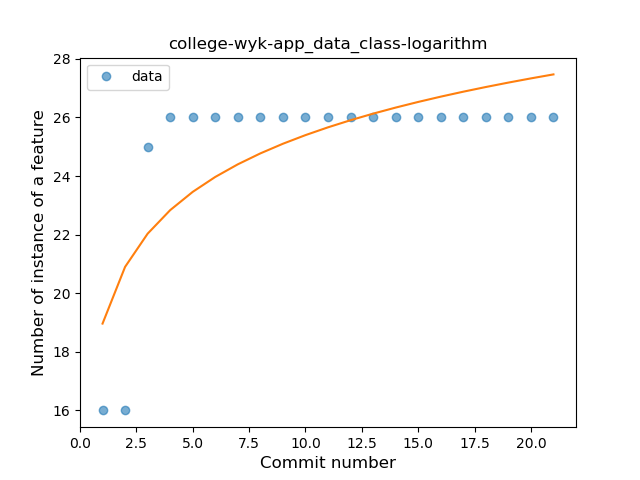 college-wyk-app_data_class-logarithm
data
Number of instance of a feature
28
26
24
22
20
18
16
0.0 2.5 5.0 7.5 10.0 12.5 15.0 17.5 20.0
Commit number